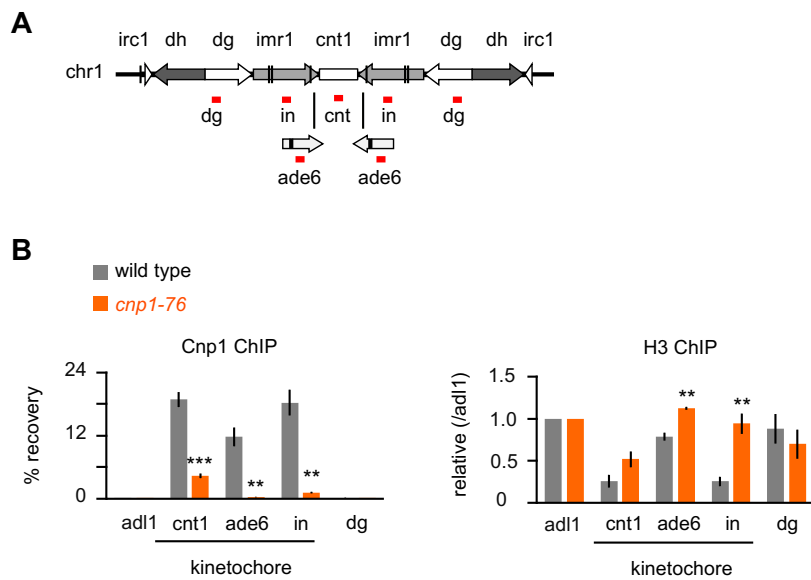 A
irc1 dh dg imr1 cnt1 imr1 dg dh irc1
chr1
dg in cnt in dg
ade6 ade6
B
wild type
cnp1-76
Cnp1 ChIP
% recovery
24
12
0
*** ** **
adl1 cnt1 ade6 in dg
kinetochore
H3 ChIP
relative (/adl1)
1.5
1.0
0.5
0
** **
adl1 cnt1 ade6 in dg
kinetochore